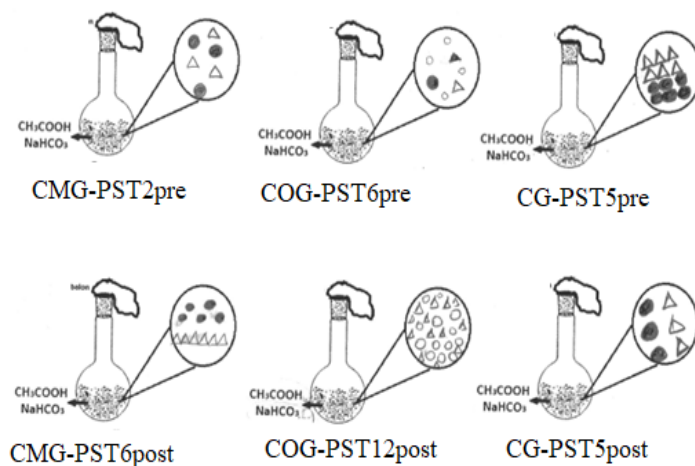 CH₃COOH
NaHCO₃
CMG-PST2pre
CH₃COOH
NaHCO₃
COG-PST6pre
CH₃COOH
NaHCO₃
CG-PST5pre
balon
CH₃COOH
NaHCO₃
CMG-PST6post
CH₃COOH
NaHCO₃
COG-PST12post
CH₃COOH
NaHCO₃
CG-PST5post